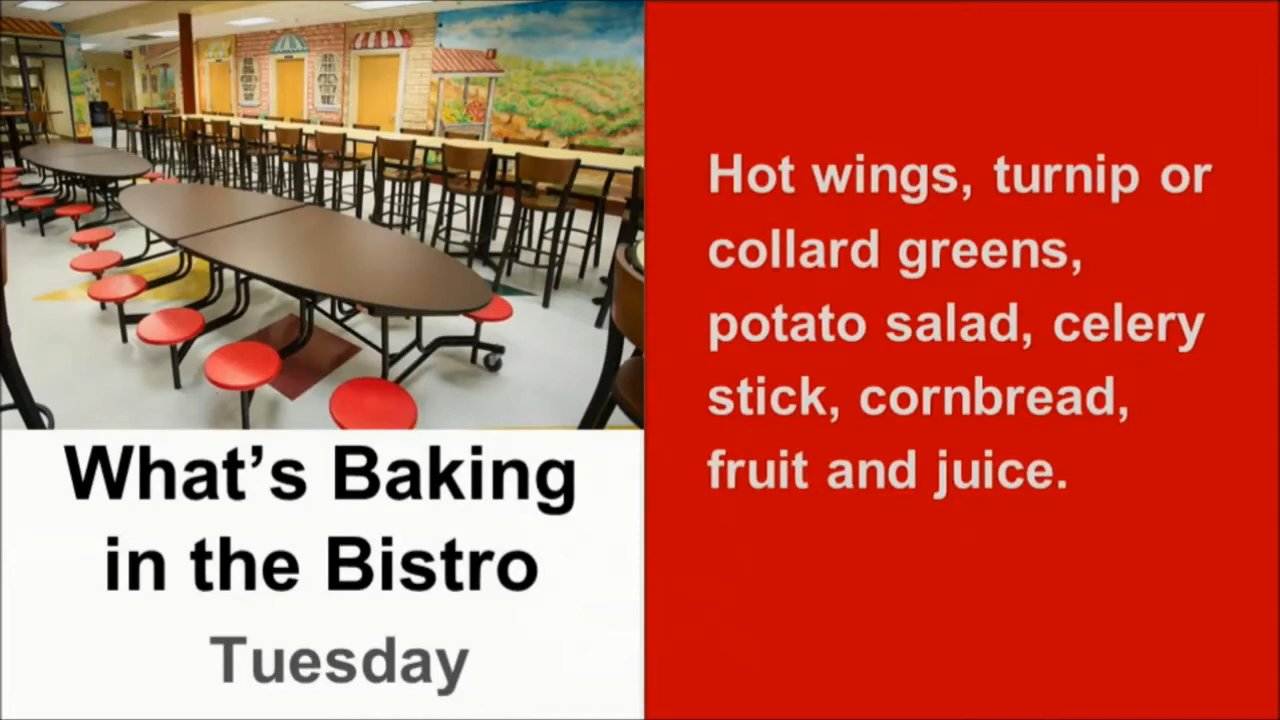 What's Baking
in the Bistro
Tuesday
Hot wings, turnip or
collard greens,
potato salad, celery
stick, cornbread,
fruit and juice.